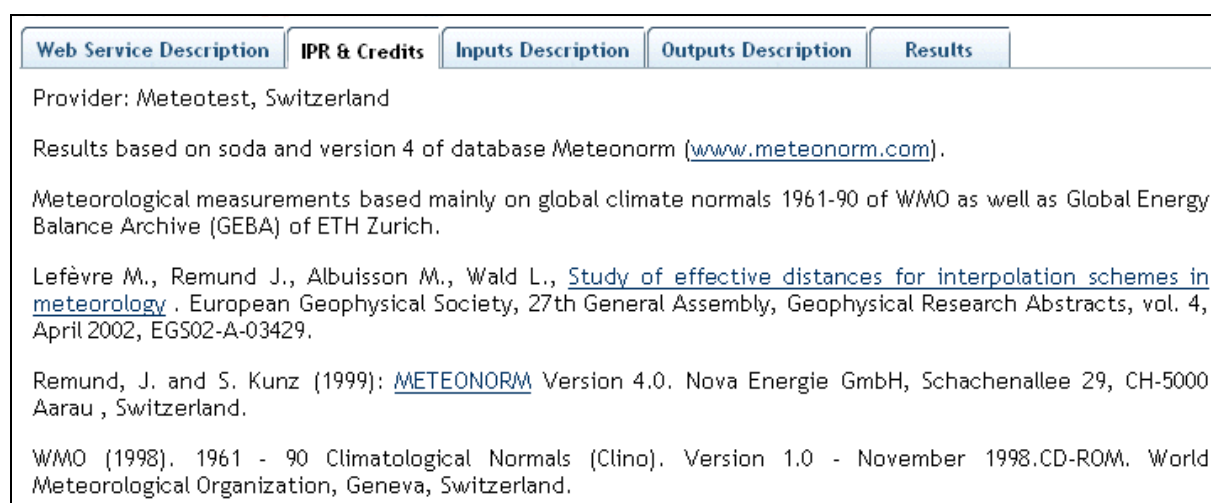 Web Service Description IPR & Credits Inputs Description Outputs Description Results
Provider: Meteotest, Switzerland
Results based on soda and version 4 of database Meteonorm (www.meteonorm.com).
Meteorological measurements based mainly on global climate normals 1961-90 of WMO as well as Global Energy
Balance Archive (GEBA) of ETH Zurich.
Lefèvre M., Remund J., Albuisson M., Wald L., Study of effective distances for interpolation schemes in
meteorology . European Geophysical Society, 27th General Assembly, Geophysical Research Abstracts, vol. 4,
April 2002, EGS02-A-03429.
Remund, J. and S. Kunz (1999): METEONORM Version 4.0. Nova Energie GmbH, Schachenallee 29, CH-5000
Aarau , Switzerland.
WMO (1998). 1961 - 90 Climatological Normals (Clino). Version 1.0 - November 1998.CD-ROM. World
Meteorological Organization, Geneva, Switzerland.